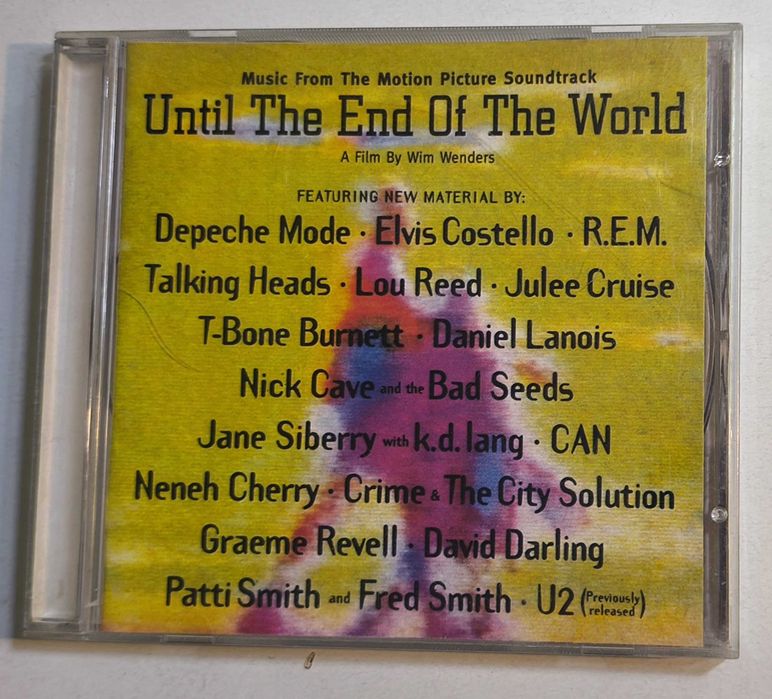 Music From The Motion Picture Soundtrack
Until The End Of The World
A Film By Wim Wenders
FEATURING NEW MATERIAL BY:
Depeche Mode · Elvis Costello · R.E.M.
Talking Heads · Lou Reed · Julee Cruise
T-Bone Burnett · Daniel Lanois
Nick Cave and the Bad Seeds
Jane Siberry with k.d. lang · CAN
Neneh Cherry · Crime & The City Solution
Graeme Revell · David Darling
Patti Smith and Fred Smith · U2 (Previously released)